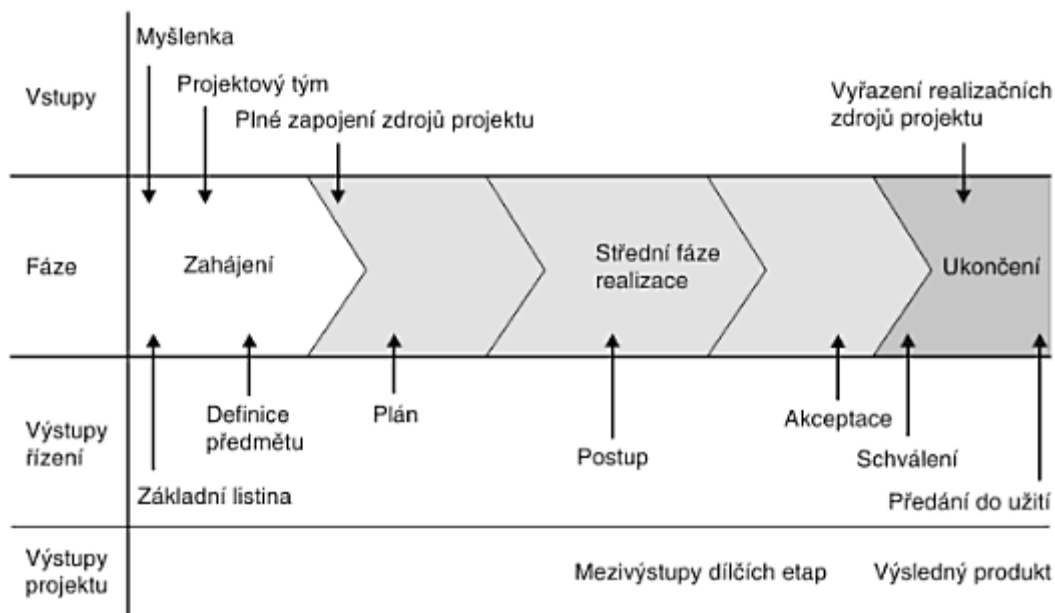 Myšlenka
Projektový tým
Vstupy
Plné zapojení zdrojů projektu
Vyřazení realizačních
zdrojů projektu
Fáze
Zahájení
Střední fáze
realizace
Ukončení
Výstupy
řízení
Definice
předmětu
Plán
Akceptace
Postup
Schválení
Základní listina
Předání do užití
Výstupy
projektu
Mezivýstupy dílčích etap
Výsledný produkt